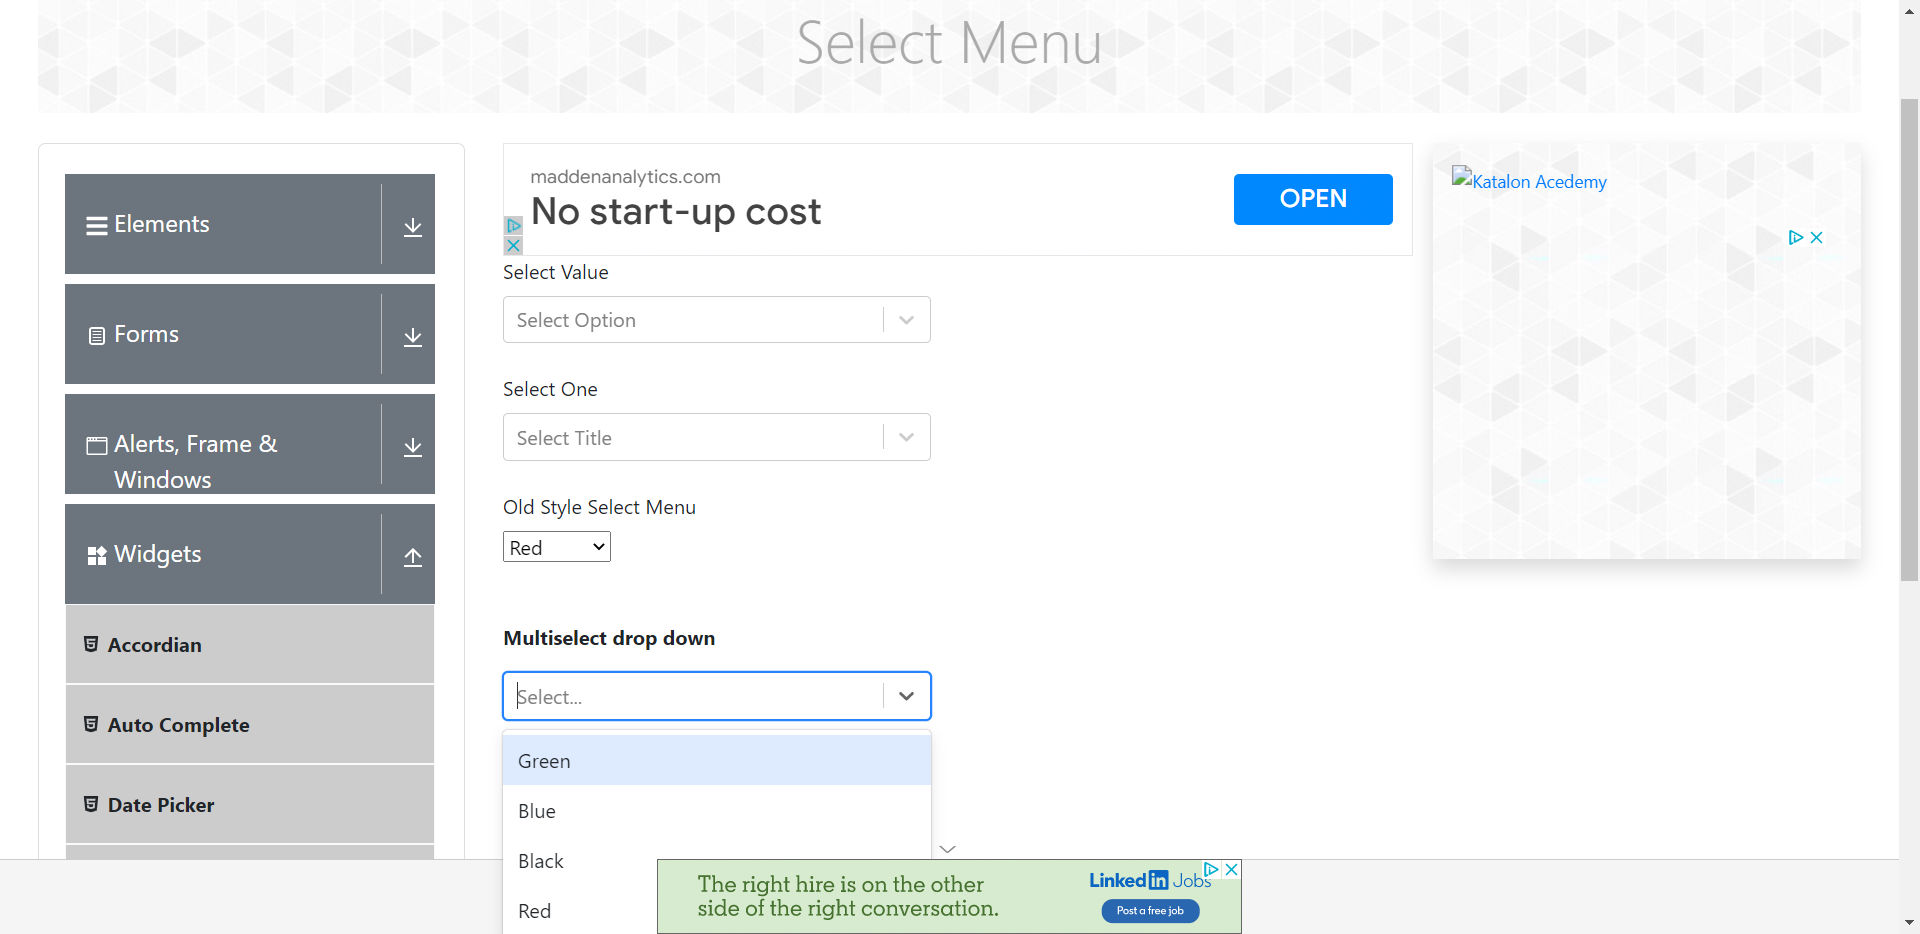 Select Menu
Elements
Forms
Alerts, Frame &
Windows
Widgets
Accordian
Auto Complete
Date Picker
maddenanalytics.com
No start-up cost
OPEN
Select Value
Select Option
Select One
Select Title
Old Style Select Menu
Red
Multiselect drop down
Select...
Green
Blue
Black
Red
Katalon Acedemy
The right hire is on the other
side of the right conversation.
LinkedIn Jobs
Post a free job